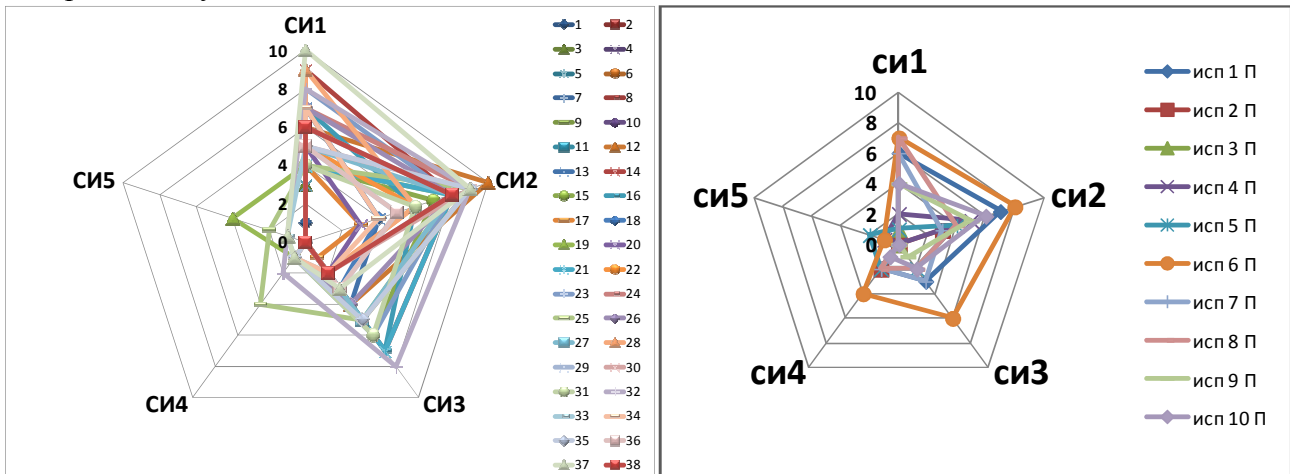 СИ1
10
8
6
4
2
0
СИ2
СИ3
СИ4
СИ5
1 2
3 4
5 6
7 8
9 10
11 12
13 14
15 16
17 18
19 20
21 22
23 24
25 26
27 28
29 30
31 32
33 34
35 36
37 38
си1
10
8
6
4
2
0
си2
си3
си4
си5
исп 1 П
исп 2 П
исп 3 П
исп 4 П
исп 5 П
исп 6 П
исп 7 П
исп 8 П
исп 9 П
исп 10 П